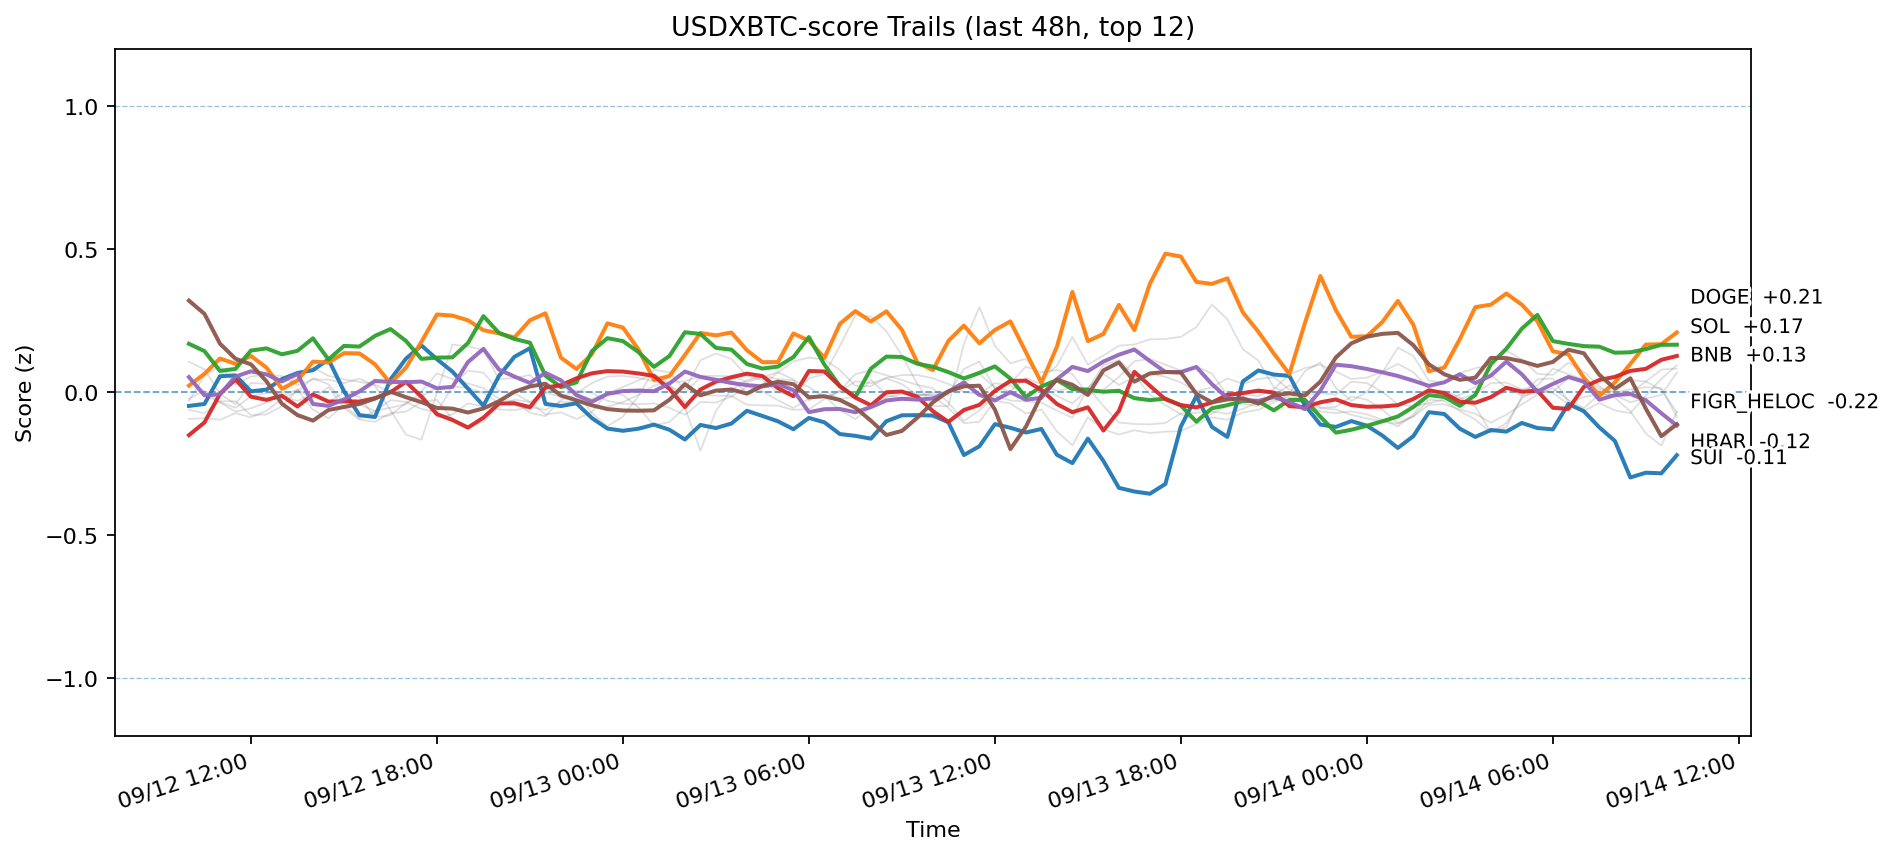 USDXBTC-score Trails (last 48h, top 12)
Score (z)
1.0
0.5
0.0
−0.5
−1.0
DOGE +0.21
SOL +0.17
BNB +0.13
FIGR_HELOC -0.22
HBAR -0.12
SUI -0.11
09/12 12:00
09/12 18:00
09/13 00:00
09/13 06:00
09/13 12:00
09/13 18:00
09/14 00:00
09/14 06:00
09/14 12:00
Time